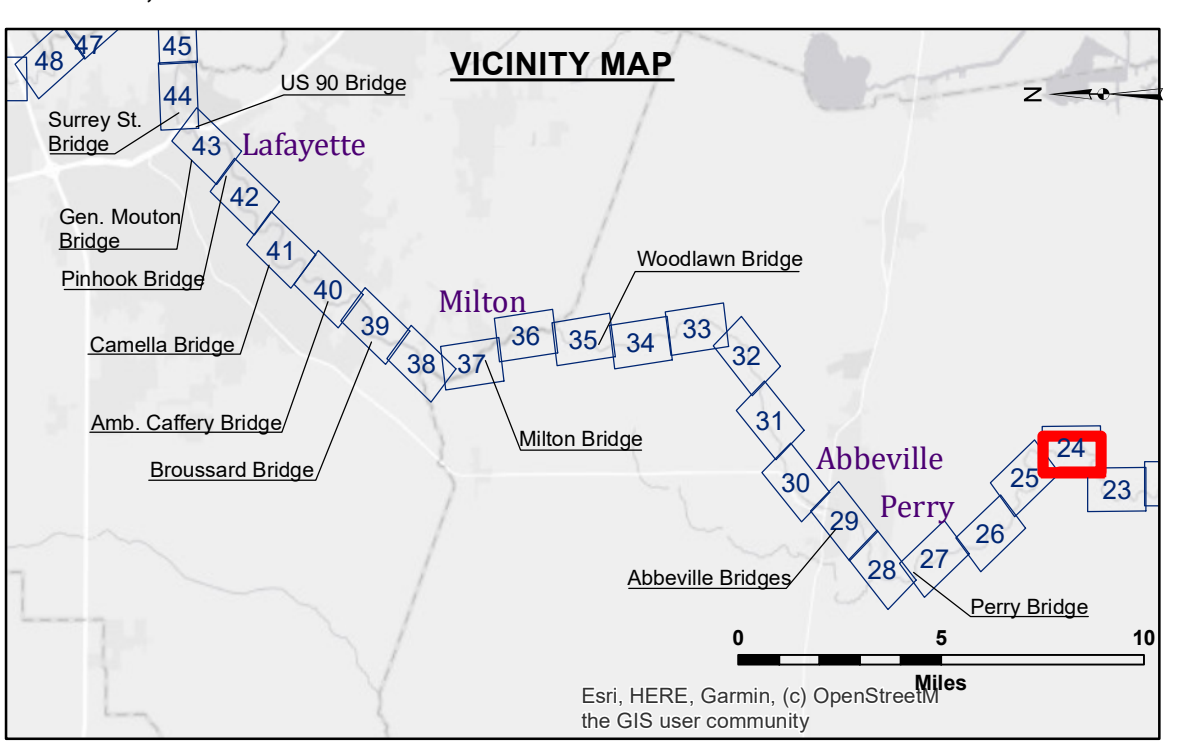 VICINITY MAP
47
48
45
44
US 90 Bridge
N
Surrey St.
Bridge
43
Lafayette
42
Gen. Mouton
Bridge
41
Pinhook Bridge
40
Woodlawn Bridge
Milton
39
36
35
34
33
Camella Bridge
38
37
32
Amb. Caffery Bridge
31
Milton Bridge
Broussard Bridge
Abbeville
24
30
25
23
29
Perry
26
28
27
Abbeville Bridges
Perry Bridge
0 5 10
Miles
Esri, HERE, Garmin, (c) OpenStreetM
the GIS user community